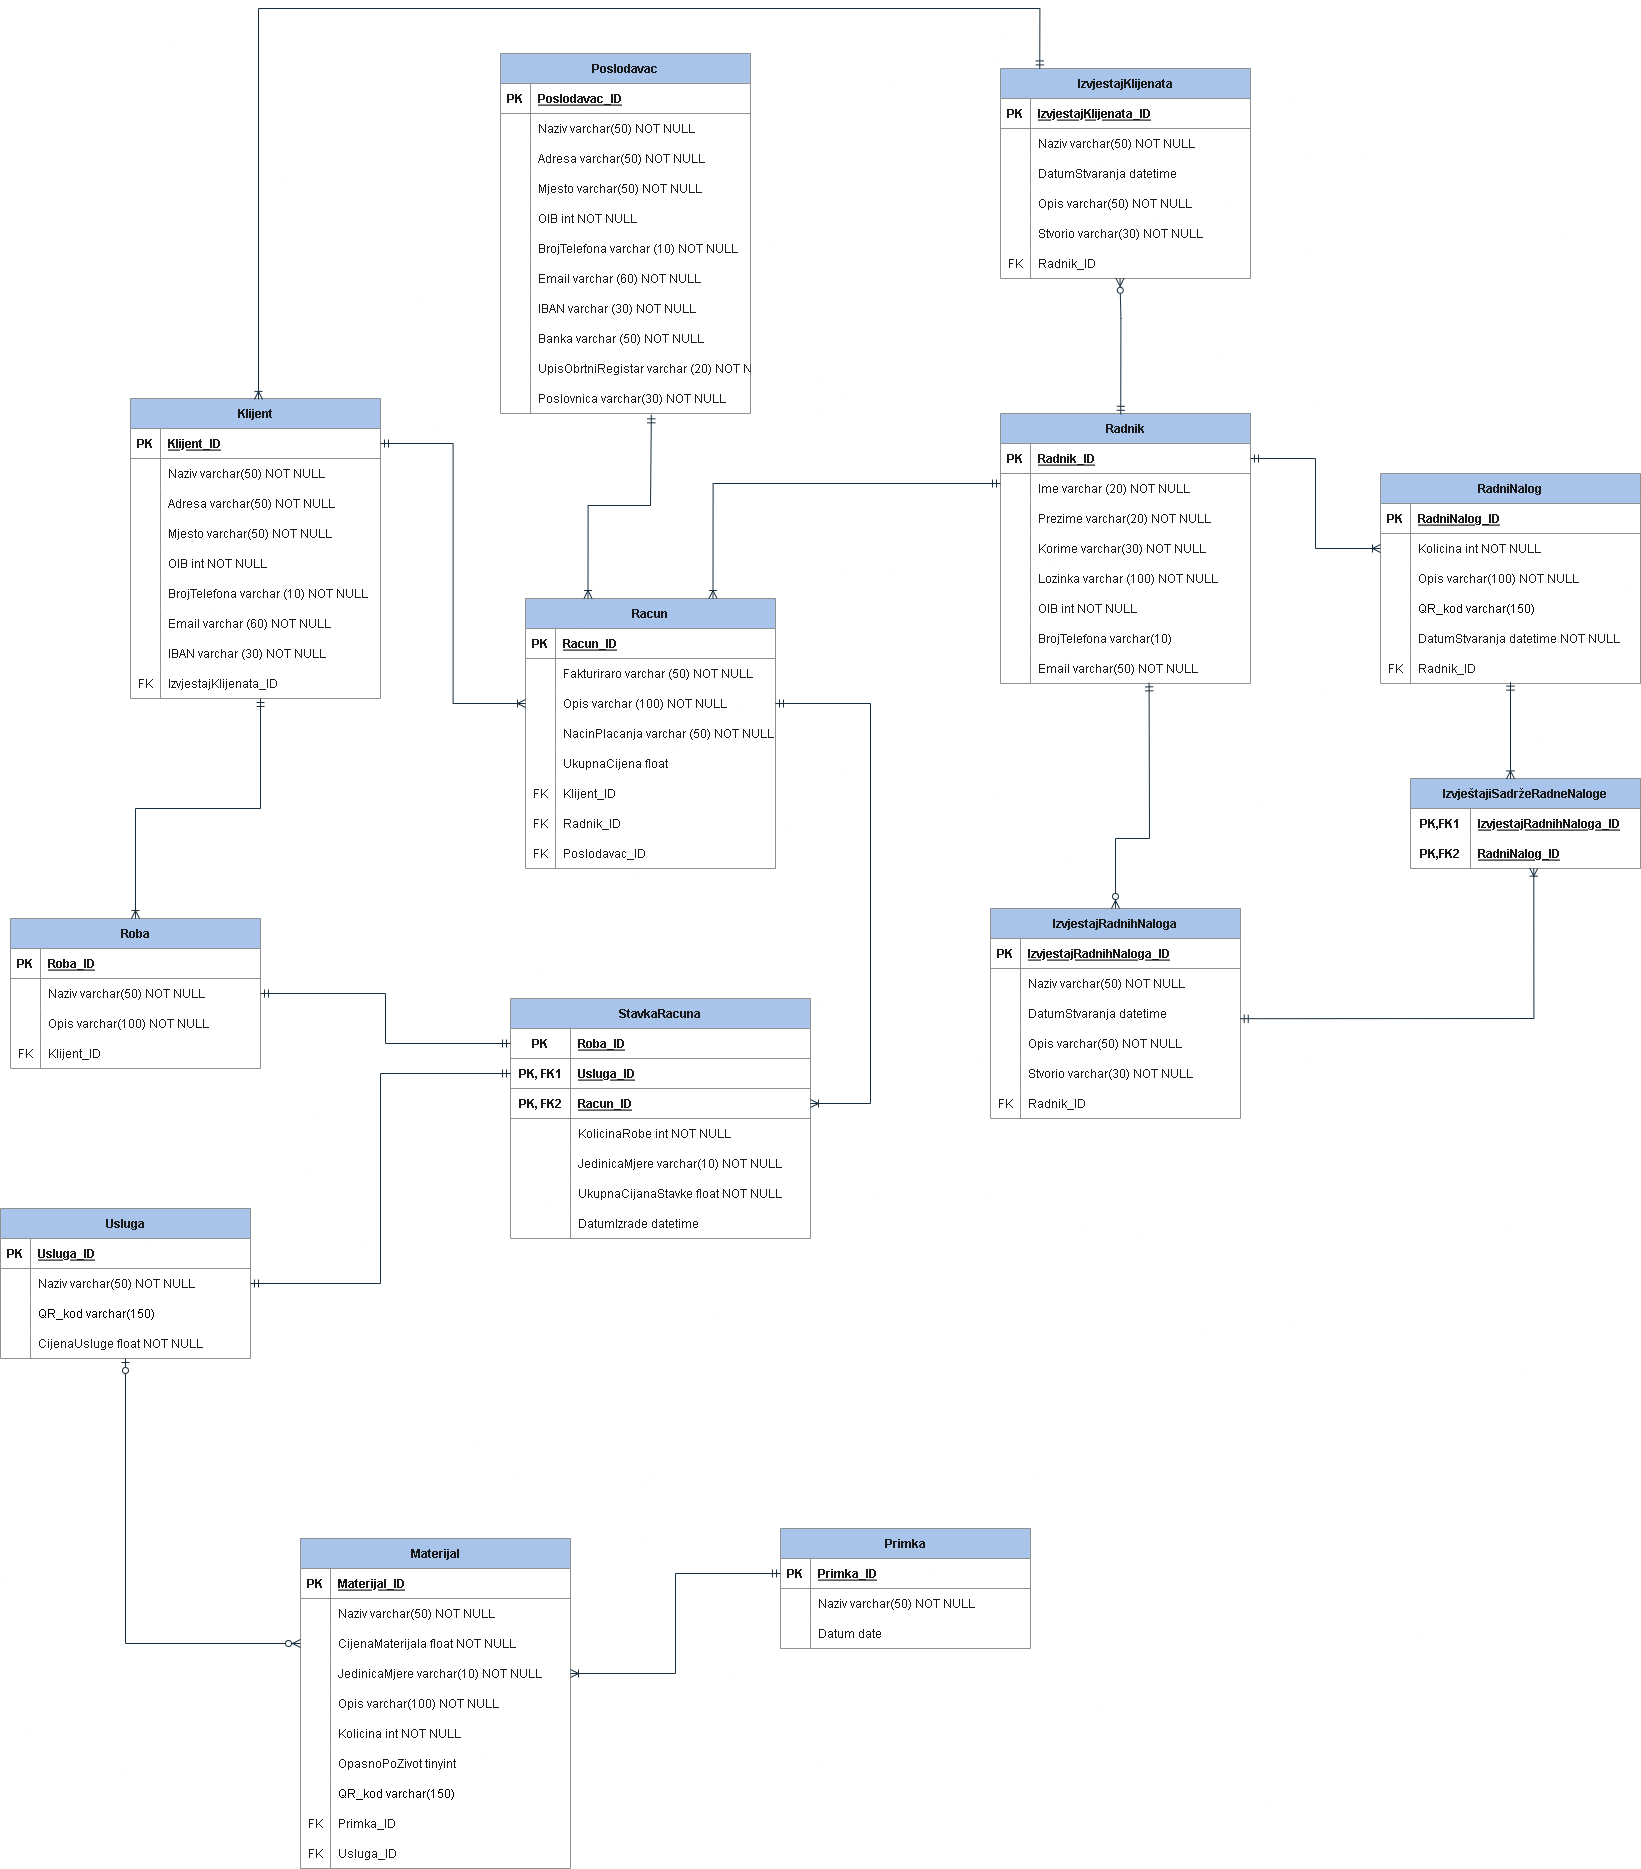 Poslodavac
PK Poslodavac_ID
Naziv varchar(50) NOT NULL
Adresa varchar(50) NOT NULL
Mjesto varchar(50) NOT NULL
OIB int NOT NULL
BrojTelefona varchar (10) NOT NULL
Email varchar (60) NOT NULL
IBAN varchar (30) NOT NULL
Banka varchar (50) NOT NULL
UpisObrtniRegistar varchar (20) NOT N
Poslovnica varchar(30) NOT NULL
IzvjestajKlijenata
PK IzvjestajKlijenata_ID
Naziv varchar(50) NOT NULL
DatumStvaranja datetime
Opis varchar(50) NOT NULL
Stvorio varchar(30) NOT NULL
FK Radnik_ID
Klijent
PK Klijent_ID
Naziv varchar(50) NOT NULL
Adresa varchar(50) NOT NULL
Mjesto varchar(50) NOT NULL
OIB int NOT NULL
BrojTelefona varchar (10) NOT NULL
Email varchar (60) NOT NULL
IBAN varchar (30) NOT NULL
FK IzvjestajKlijenata_ID
Radnik
PK Radnik_ID
Ime varchar (20) NOT NULL
Prezime varchar(20) NOT NULL
Korime varchar(30) NOT NULL
Lozinka varchar (100) NOT NULL
OIB int NOT NULL
BrojTelefona varchar(10)
Email varchar(50) NOT NULL
RadniNalog
PK RadniNalog_ID
Kolicina int NOT NULL
Opis varchar(100) NOT NULL
QR_kod varchar(150)
DatumStvaranja datetime NOT NULL
FK Radnik_ID
Racun
PK Racun_ID
Fakturiraro varchar (50) NOT NULL
Opis varchar (100) NOT NULL
NacinPlacanja varchar (50) NOT NULL
UkupnaCijena float
FK Klijent_ID
FK Radnik_ID
FK Poslodavac_ID
IzvještajiSadržeRadneNaloge
PK,FK1 IzvjestajRadnihNaloga_ID
PK,FK2 RadniNalog_ID
Roba
PK Roba_ID
Naziv varchar(50) NOT NULL
Opis varchar(100) NOT NULL
FK Klijent_ID
IzvjestajRadnihNaloga
PK IzvjestajRadnihNaloga_ID
Naziv varchar(50) NOT NULL
DatumStvaranja datetime
Opis varchar(50) NOT NULL
Stvorio varchar(30) NOT NULL
FK Radnik_ID
StavkaRacuna
PK Roba_ID
PK, FK1 Usluga_ID
PK, FK2 Racun_ID
KolicinaRobe int NOT NULL
JedinicaMjere varchar(10) NOT NULL
UkupnaCijanaStavke float NOT NULL
DatumIzrade datetime
Usluga
PK Usluga_ID
Naziv varchar(50) NOT NULL
QR_kod varchar(150)
CijenaUsluge float NOT NULL
Materijal
PK Materijal_ID
Naziv varchar(50) NOT NULL
CijenaMaterijala float NOT NULL
JedinicaMjere varchar(10) NOT NULL
Opis varchar(100) NOT NULL
Kolicina int NOT NULL
OpasnoPoZivot tinyint
QR_kod varchar(150)
FK Primka_ID
FK Usluga_ID
Primka
PK Primka_ID
Naziv varchar(50) NOT NULL
Datum date